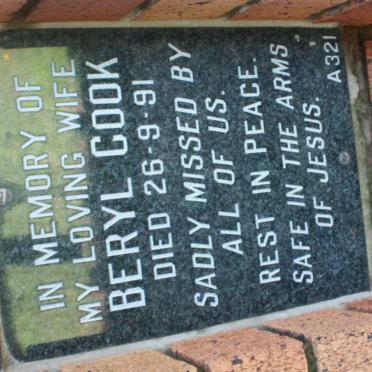 IN MEMORY OF
MY LOVING WIFE
BERYL COOK
DIED 26-9-91
SADLY MISSED BY
ALL OF US.
REST IN PEACE.
SAFE IN THE ARMS
OF JESUS.
A321